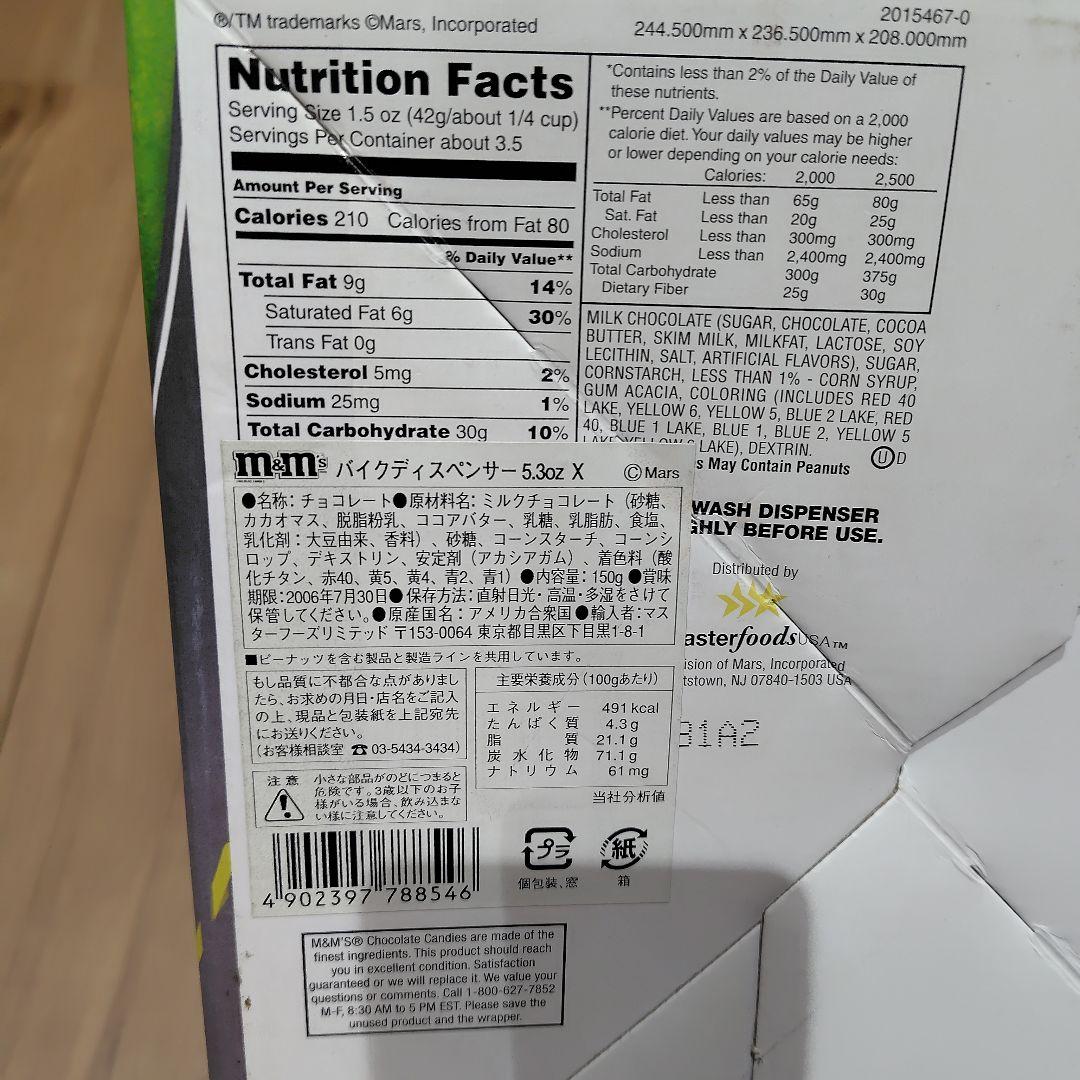 ®/TM trademarks ©Mars, Incorporated
2015467-0
244.500mm x 236.500mm x 208.000mm
Nutrition Facts
Serving Size 1.5 oz (42g/about 1/4 cup)
Servings Per Container about 3.5
Amount Per Serving
Calories 210 Calories from Fat 80
% Daily Value**
Total Fat 9g 14%
Saturated Fat 6g 30%
Trans Fat 0g
Cholesterol 5mg 2%
Sodium 25mg 1%
Total Carbohydrate 30g 10%
*Contains less than 2% of the Daily Value of
these nutrients.
**Percent Daily Values are based on a 2,000
calorie diet. Your daily values may be higher
or lower depending on your calorie needs:
Calories: 2,000 2,500
Total Fat Less than 65g 80g
Sat. Fat Less than 20g 25g
Cholesterol Less than 300mg 300mg
Sodium Less than 2,400mg 2,400mg
Total Carbohydrate 300g 375g
Dietary Fiber 25g 30g
MILK CHOCOLATE (SUGAR, CHOCOLATE, COCOA
BUTTER, SKIM MILK, MILKFAT, LACTOSE, SOY
LECITHIN, SALT, ARTIFICIAL FLAVORS), SUGAR,
CORNSTARCH, LESS THAN 1% - CORN SYRUP,
GUM ACACIA, COLORING (INCLUDES RED 40
LAKE, YELLOW 6, YELLOW 5, BLUE 2 LAKE, RED
40, BLUE 1 LAKE, BLUE 1, BLUE 2, YELLOW 5
LAKE, YELLOW 6 LAKE), DEXTRIN.
s May Contain Peanuts
UD
WASH DISPENSER
GHLY BEFORE USE.
Distributed by
asterfoodsUSA™
ision of Mars, Incorporated
tstown, NJ 07840-1503 USA
31A2
m&m's バイクディスペンサー 5.3oz X ©Mars
●名称:チョコレート●原材料名:ミルクチョコレート(砂糖、
カカオマス、脱脂粉乳、ココアバター、乳糖、乳脂肪、食塩、
乳化剤:大豆由来、香料)、砂糖、コーンスターチ、コーンシ
ロップ、デキストリン、安定剤(アカシアガム)、着色料(酸
化チタン、赤40、黄5、黄4、青2、青1)●内容量:150g●賞味
期限:2006年7月30日●保存方法:直射日光・高温・多湿をさけて
保管してください。●原産国名:アメリカ合衆国●輸入者:マス
ターフーズリミテッド 〒153-0064 東京都目黒区下目黒1-8-1
■ピーナッツを含む製品と製造ラインを共用しています。
もし品質に不都合な点がありまし
たら、お求めの月日・店名をご記入
の上、現品と包装紙を上記宛先
にお送りください。
(お客様相談室 ☎ 03-5434-3434)
主要栄養成分(100gあたり)
エネルギー 491 kcal
たんぱく質 4.3 g
脂質 21.1 g
炭水化物 71.1 g
ナトリウム 61 mg
当社分析値
注意 小さな部品がのどにつまると
危険です。3歳以下のお子
様がいる場合、飲み込まな
い様に注意してください。
4 902397 788546
プラ
個包装、窓
紙
箱
M&M'S® Chocolate Candies are made of the
finest ingredients. This product should reach
you in excellent condition. Satisfaction
guaranteed or we will replace it. We value your
questions or comments. Call 1-800-627-7852
M-F, 8:30 AM to 5 PM EST. Please save the
unused product and the wrapper.